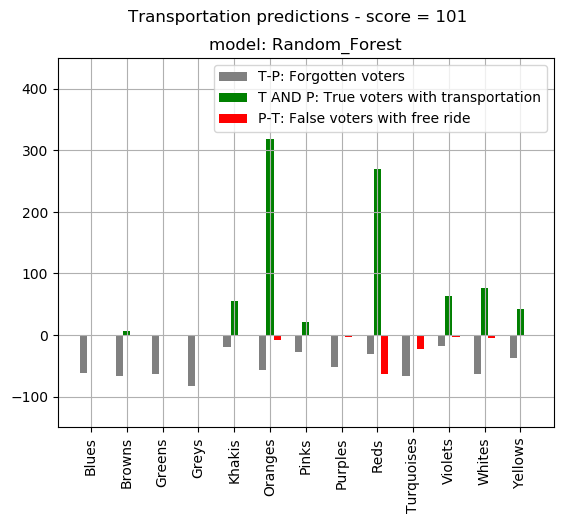 Transportation predictions - score = 101
model: Random_Forest
T-P: Forgotten voters
T AND P: True voters with transportation
P-T: False voters with free ride
400
300
200
100
0
−100
Blues
Browns
Greens
Greys
Khakis
Oranges
Pinks
Purples
Reds
Turquoises
Violets
Whites
Yellows